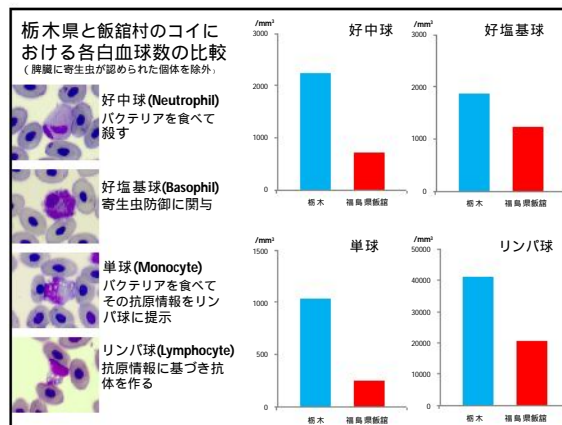 栃木県と飯舘村のコイに
おける各白血球数の比較
(脾臓に寄生虫が認められた個体を除外)
好中球(Neutrophil)
バクテリアを食べて
殺す
好塩基球(Basophil)
寄生虫防御に関与
単球(Monocyte)
バクテリアを食べて
その抗原情報をリン
パ球に提示
リンパ球(Lymphocyte)
抗原情報に基づき抗
体を作る
/mm³
好中球
3000
2000
1000
0
栃木
福島県飯舘
/mm³
好塩基球
3000
2000
1000
0
栃木
福島県飯舘
/mm³
単球
1500
1000
500
0
栃木
福島県飯舘
/mm³
リンパ球
50000
40000
30000
20000
10000
0
栃木
福島県飯舘